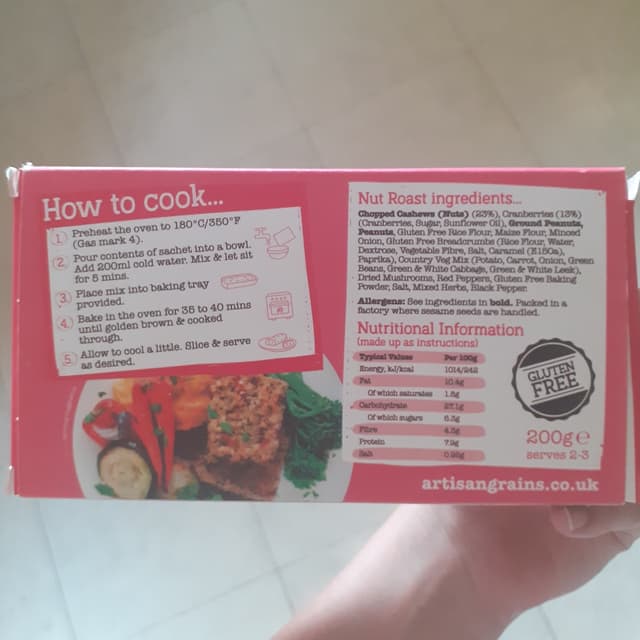 How to cook...
1. Preheat the oven to 180°C/350°F
(Gas mark 4).
2. Pour contents of sachet into a bowl.
Add 200ml cold water. Mix & let sit
for 5 mins.
3. Place mix into baking tray
provided.
4. Bake in the oven for 35 to 40 mins
until golden brown & cooked
through.
5. Allow to cool a little. Slice & serve
as desired.
Nut Roast ingredients...
Chopped Cashews (Nuts) (23%), Cranberries (13%)
(Cranberries, Sugar, Sunflower Oil), Ground Peanuts,
Peanuts, Gluten Free Rice Flour, Maize Flour, Minced
Onion, Gluten Free Breadcrumbs (Rice Flour, Water,
Dextrose, Vegetable Fibre, Salt, Caramel (E150a),
Paprika), Country Veg Mix (Potato, Carrot, Onion, Green
Beans, Green & White Cabbage, Green & White Leek),
Dried Mushrooms, Red Peppers, Gluten Free Baking
Powder, Salt, Mixed Herbs, Black Pepper.
Allergens: See ingredients in bold. Packed in a
factory where sesame seeds are handled.
Nutritional Information
(made up as instructions)
Typical Values Per 100g
Energy, kJ/kcal 1014/242
Fat 10.4g
Of which saturates 1.8g
Carbohydrate 27.1g
Of which sugars 6.3g
Fibre 4.3g
Protein 7.9g
Salt
GLUTEN
FREE
200g e
serves 2-3
artisangrains.co.uk